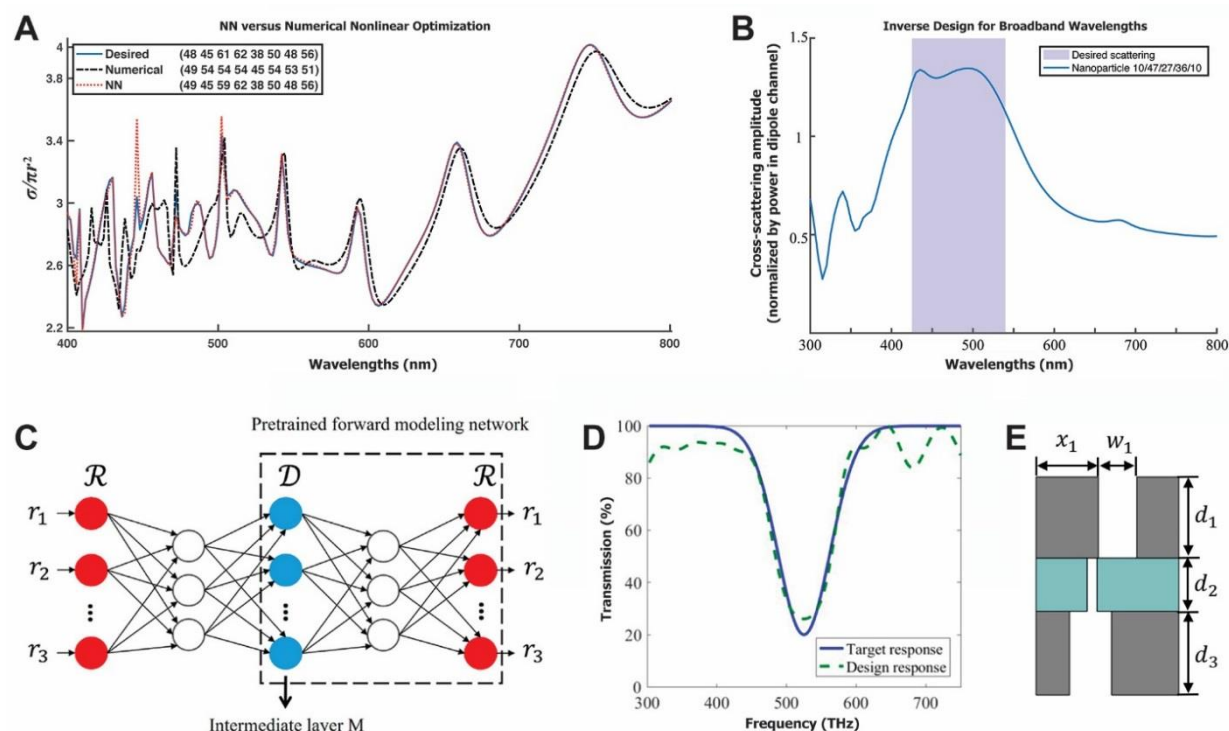 A
NN versus Numerical Nonlinear Optimization
Desired (48 45 61 62 38 50 48 56)
Numerical (49 54 54 54 45 54 53 51)
NN (49 45 59 62 38 50 48 56)
σ/πr²
4
3.8
3.4
3
2.6
2.2
400 500 600 700 800
Wavelengths (nm)
B
Inverse Design for Broadband Wavelengths
Desired scattering
Nanoparticle 10/47/27/36/10
Cross-scattering amplitude
(normalized by power in dipole channel)
1.5
1
0.5
300 400 500 600 700 800
Wavelengths (nm)
C
Pretrained forward modeling network
ℛ 𝒟 ℛ
r₁ r₁
r₂ r₂
r₃ r₃
Intermediate layer M
D
Transmission (%)
100
80
60
40
20
0
Target response
Design response
300 400 500 600 700
Frequency (THz)
E
x₁ w₁
d₁
d₂
d₃